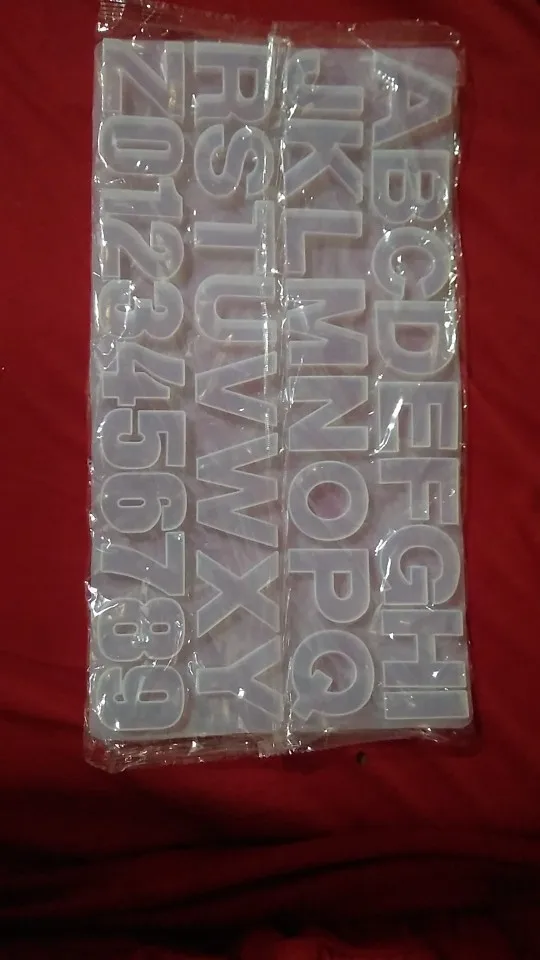 ABCDEFGHI
JKLMNOPQ
RSTUVWXY
Z0123456789